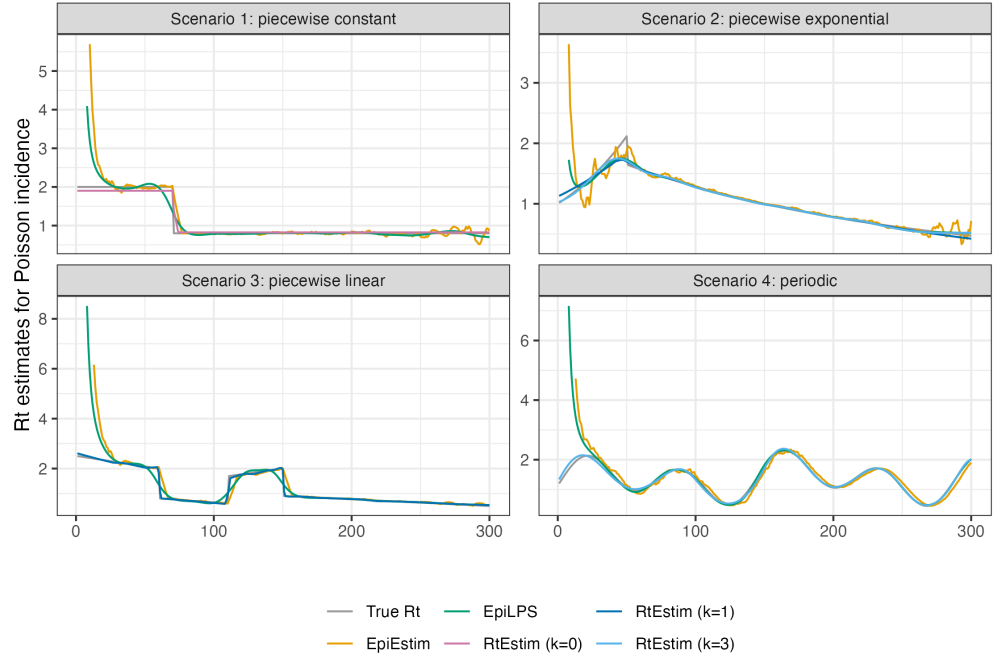 Rt estimates for Poisson incidence
Scenario 1: piecewise constant
5
4
3
2
1
Scenario 2: piecewise exponential
3
2
1
Scenario 3: piecewise linear
8
6
4
2
0 100 200 300
Scenario 4: periodic
6
4
2
0 100 200 300
True Rt EpiLPS RtEstim (k=1)
EpiEstim RtEstim (k=0) RtEstim (k=3)